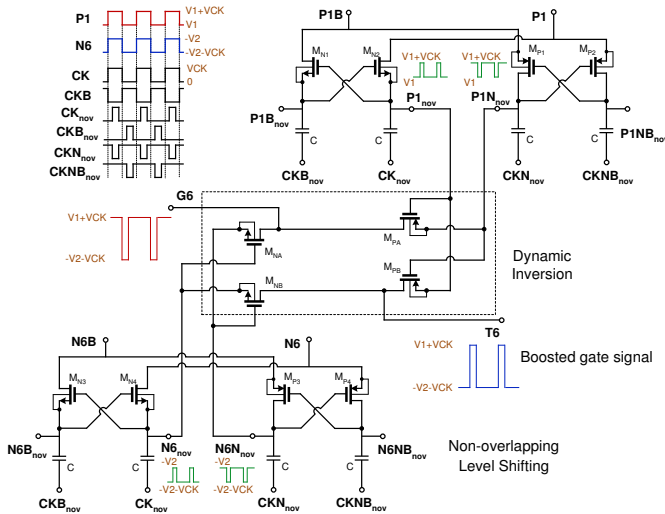 P1
V1+VCK
V1
N6
-V2
-V2-VCK
CK
VCK
0
CKB
CKnov
CKBnov
CKNnov
CKNBnov
P1B
P1
MN1
MN2
V1+VCK
V1
V1+VCK
V1
MP1
MP2
P1Bnov
P1nov
P1Nnov
P1NBnov
C
C
C
C
CKBnov
CKnov
CKNnov
CKNBnov
G6
V1+VCK
-V2-VCK
MNA
MPA
MNB
MPB
Dynamic
Inversion
T6
V1+VCK
-V2-VCK
Boosted gate signal
N6B
N6
MN3
MN4
MP3
MP4
N6Bnov
N6nov
N6Nnov
N6NBnov
-V2
-V2-VCK
-V2
-V2-VCK
C
C
C
C
CKBnov
CKnov
CKNnov
CKNBnov
Non-overlapping
Level Shifting